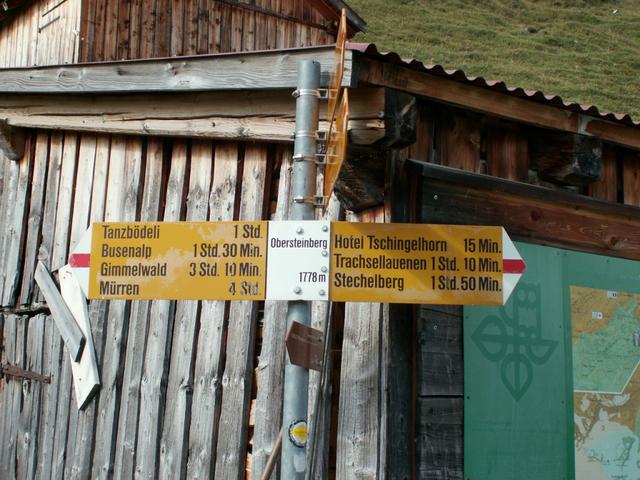 Tanzbödeli 1 Std.
Busenalp 1 Std. 30 Min.
Gimmelwald 3 Std. 10 Min.
Mürren 4 Std.
Obersteinberg
1778 m
Hotel Tschingelhorn 15 Min.
Trachsellauenen 1 Std. 10 Min.
Stechelberg 1 Std. 50 Min.